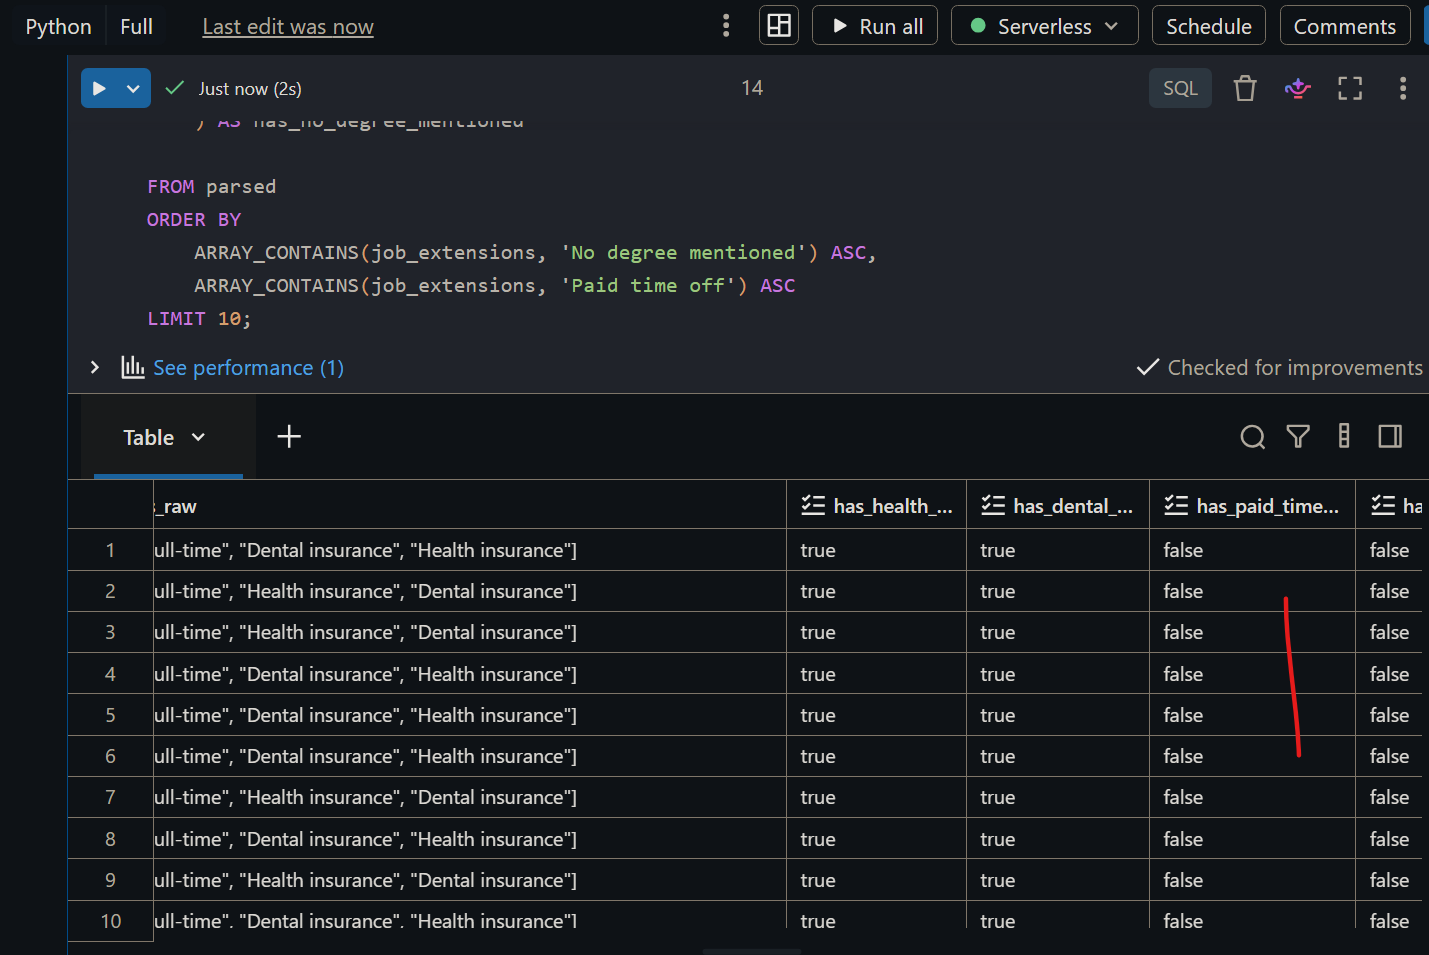 Python Full Last edit was now Run all Serverless Schedule Comments
Just now (2s) 14 SQL
) AS has_no_degree_mentioned
FROM parsed
ORDER BY
ARRAY_CONTAINS(job_extensions, 'No degree mentioned') ASC,
ARRAY_CONTAINS(job_extensions, 'Paid time off') ASC
LIMIT 10;
See performance (1) Checked for improvements
Table
s_raw has_health_... has_dental_... has_paid_time... ha
1 ull-time", "Dental insurance", "Health insurance"] true true false false
2 ull-time", "Health insurance", "Dental insurance"] true true false false
3 ull-time", "Health insurance", "Dental insurance"] true true false false
4 ull-time", "Dental insurance", "Health insurance"] true true false false
5 ull-time", "Dental insurance", "Health insurance"] true true false false
6 ull-time", "Dental insurance", "Health insurance"] true true false false
7 ull-time", "Health insurance", "Dental insurance"] true true false false
8 ull-time", "Dental insurance", "Health insurance"] true true false false
9 ull-time", "Health insurance", "Dental insurance"] true true false false
10 ull-time", "Dental insurance", "Health insurance"] true true false false